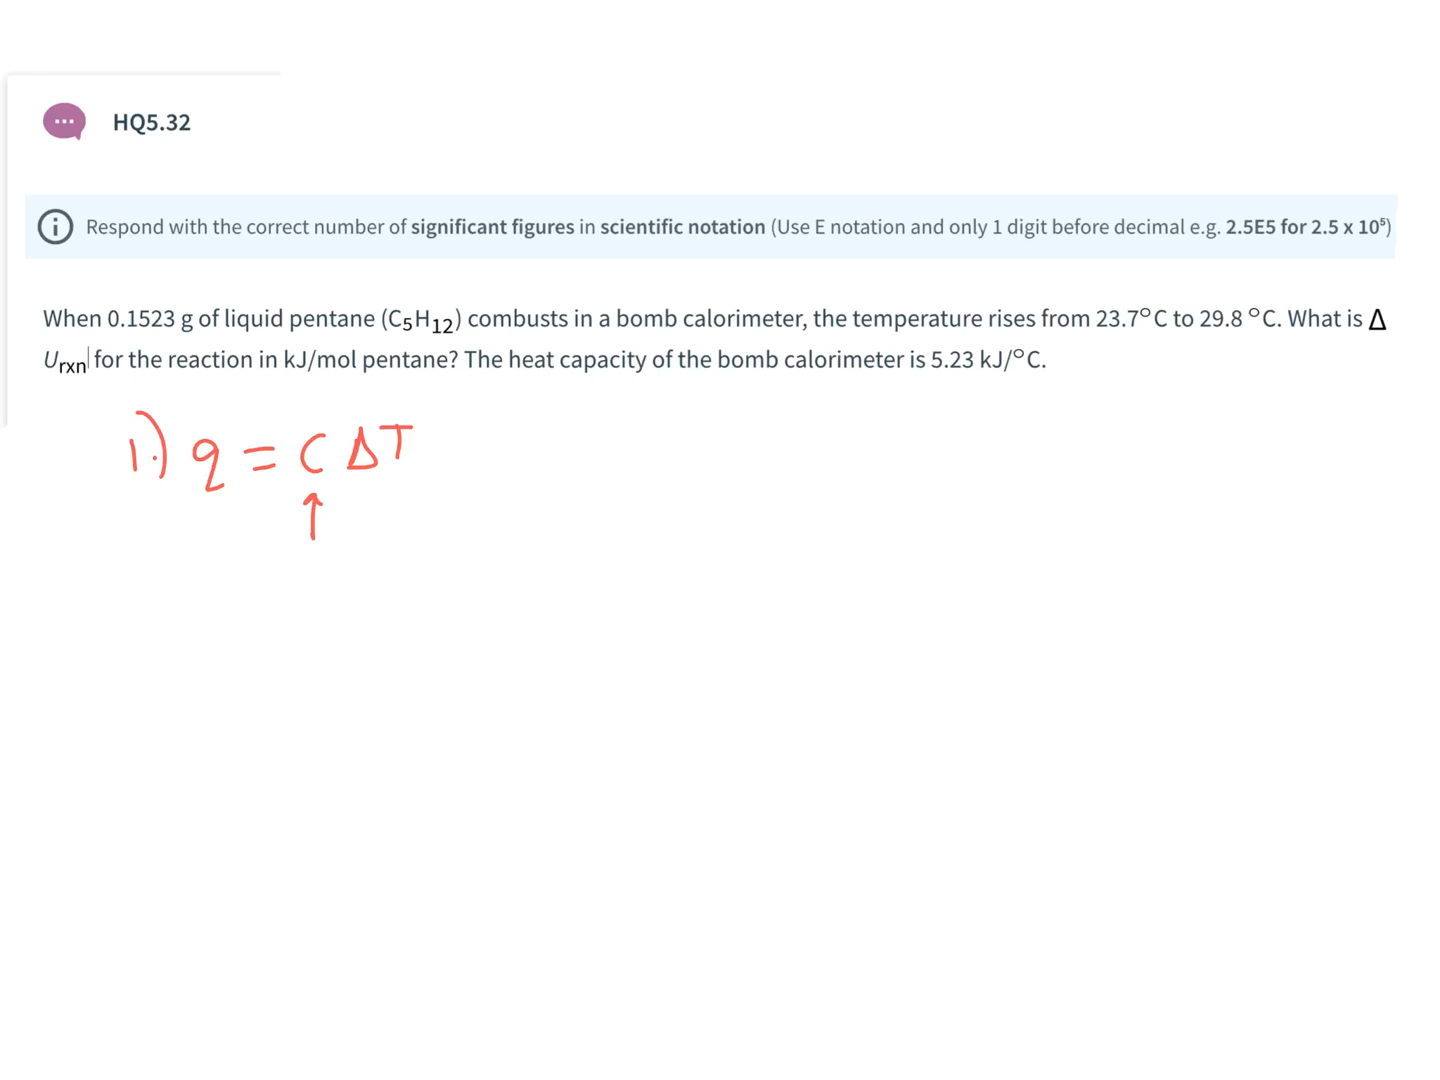 HQ5.32
Respond with the correct number of significant figures in scientific notation (Use E notation and only 1 digit before decimal e.g. 2.5E5 for 2.5 x 10⁵)
When 0.1523 g of liquid pentane (C₅H₁₂) combusts in a bomb calorimeter, the temperature rises from 23.7°C to 29.8 °C. What is Δ
Uᵣₓₙ for the reaction in kJ/mol pentane? The heat capacity of the bomb calorimeter is 5.23 kJ/°C.
1.) q = C ΔT